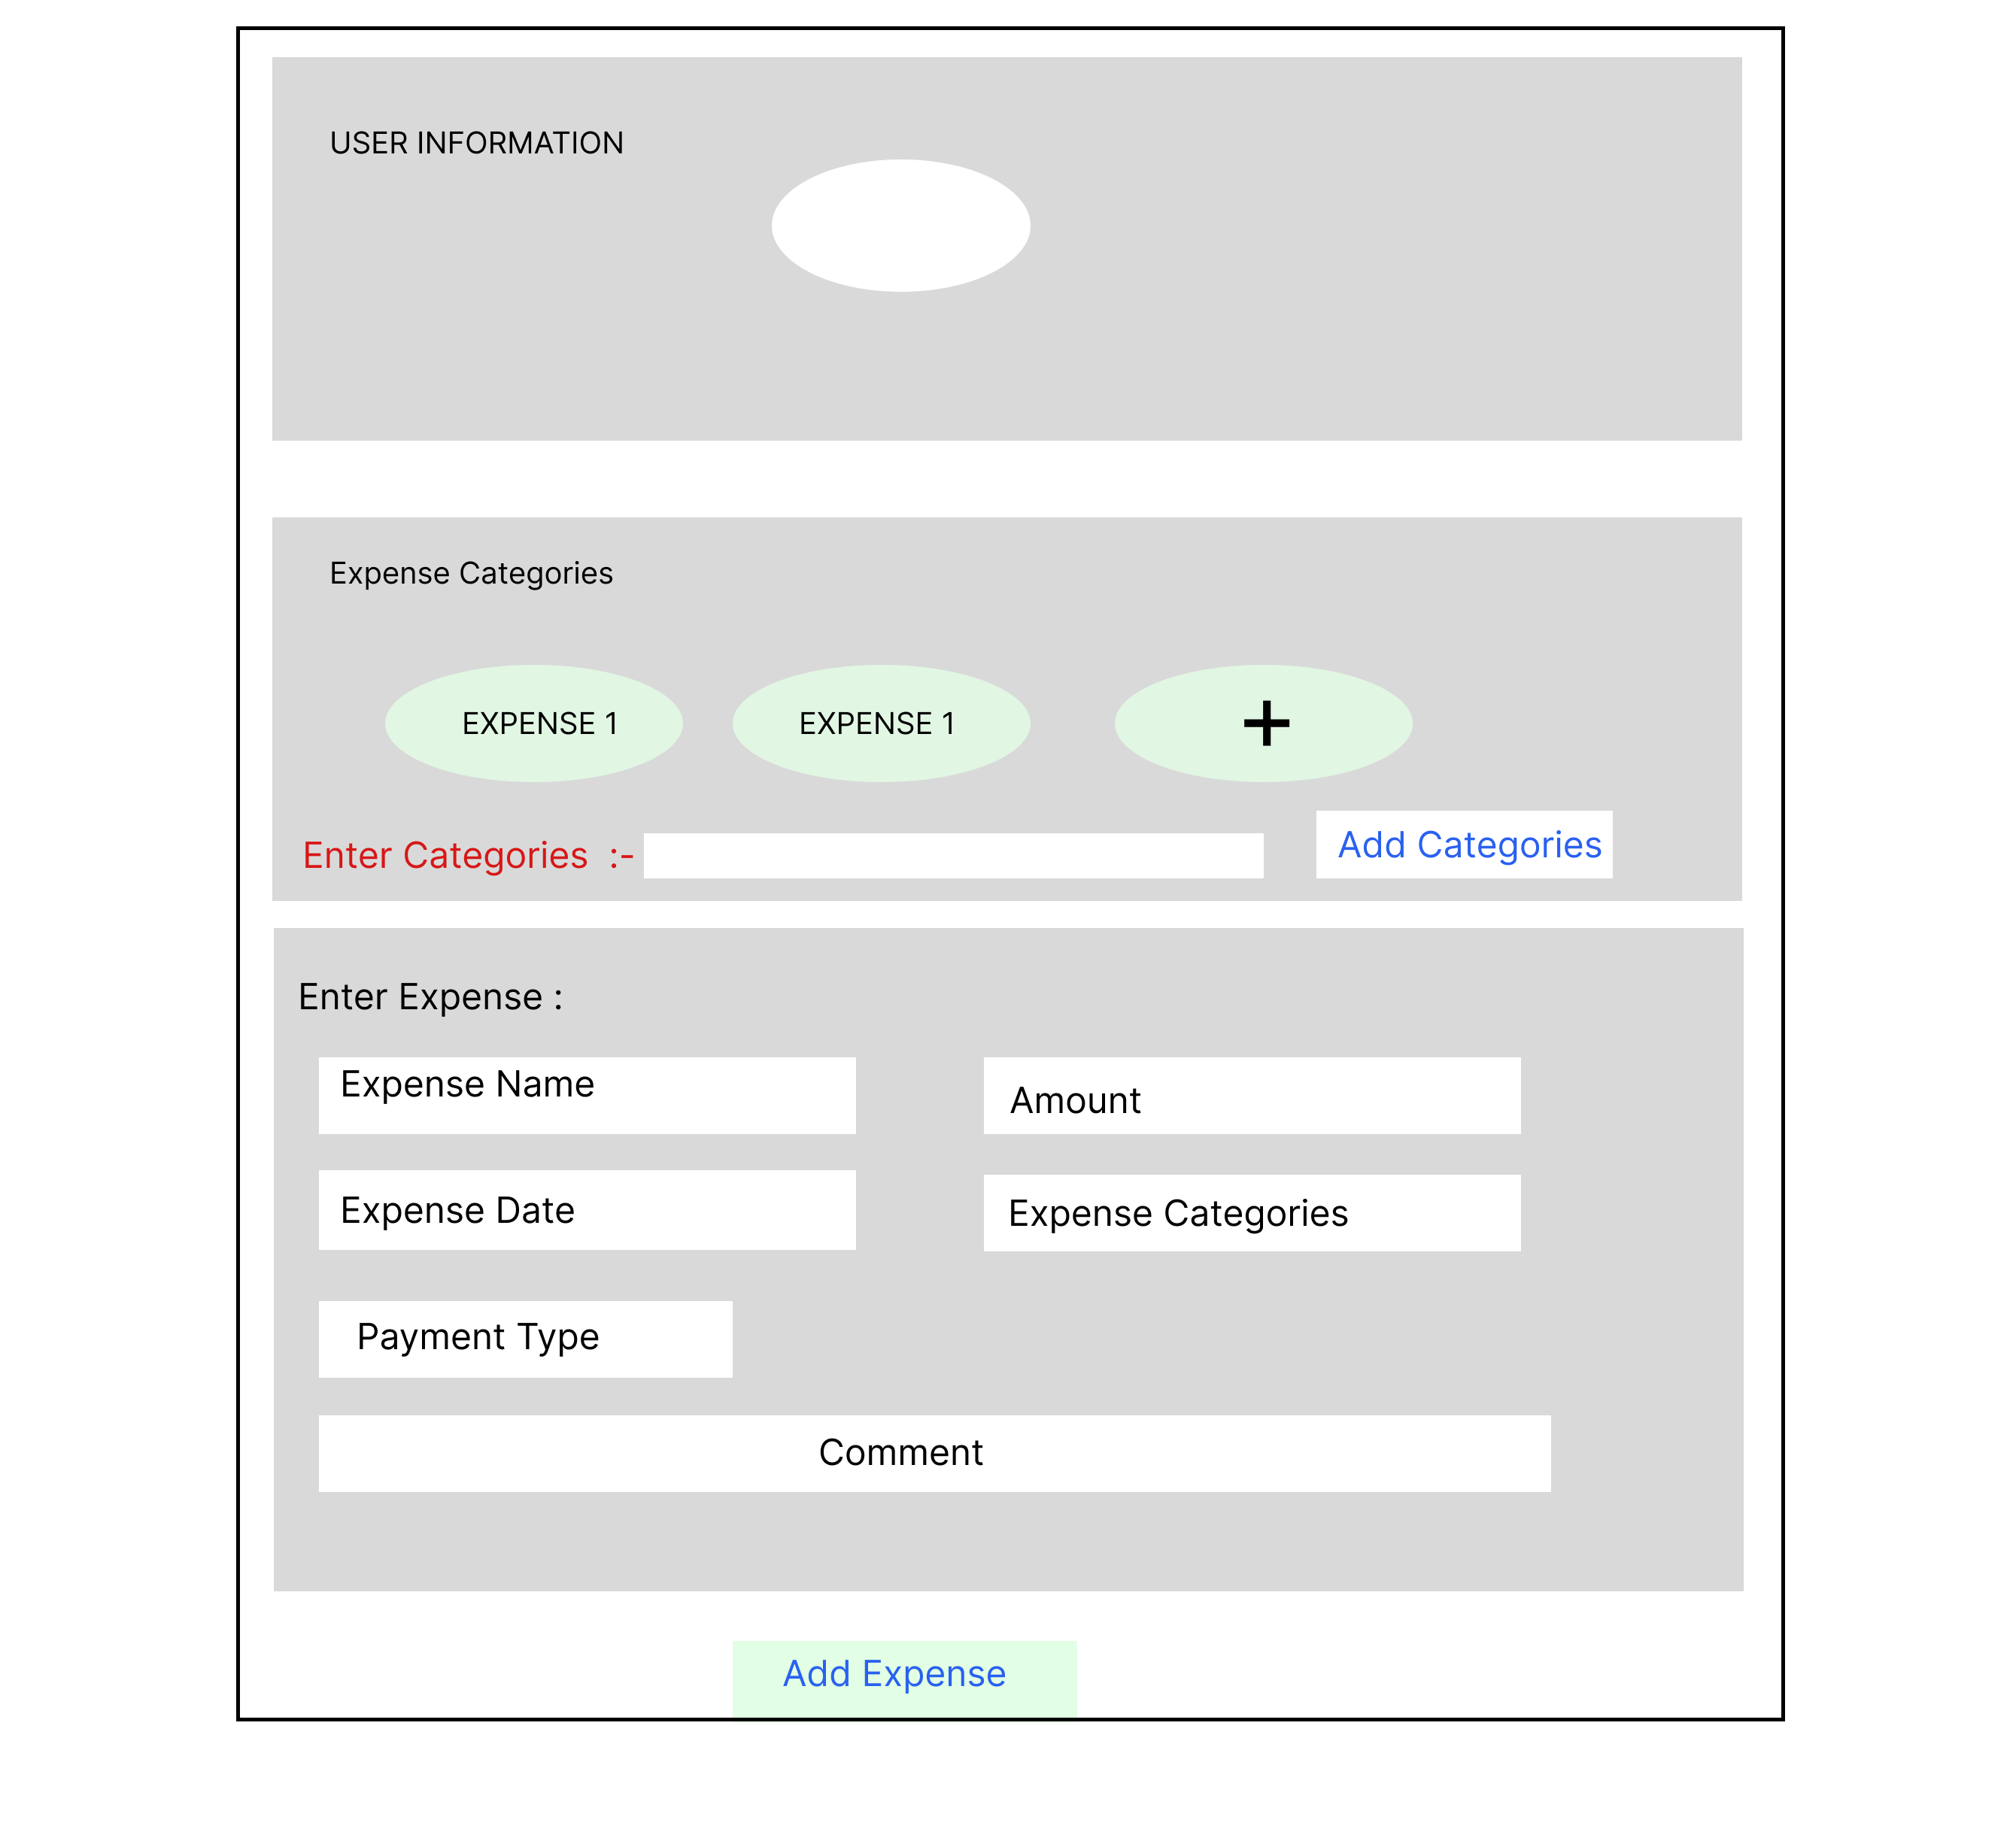 USER INFORMATION
Expense Categories
EXPENSE 1
EXPENSE 1
+
Enter Categories :-
Add Categories
Enter Expense :
Expense Name
Amount
Expense Date
Expense Categories
Payment Type
Comment
Add Expense